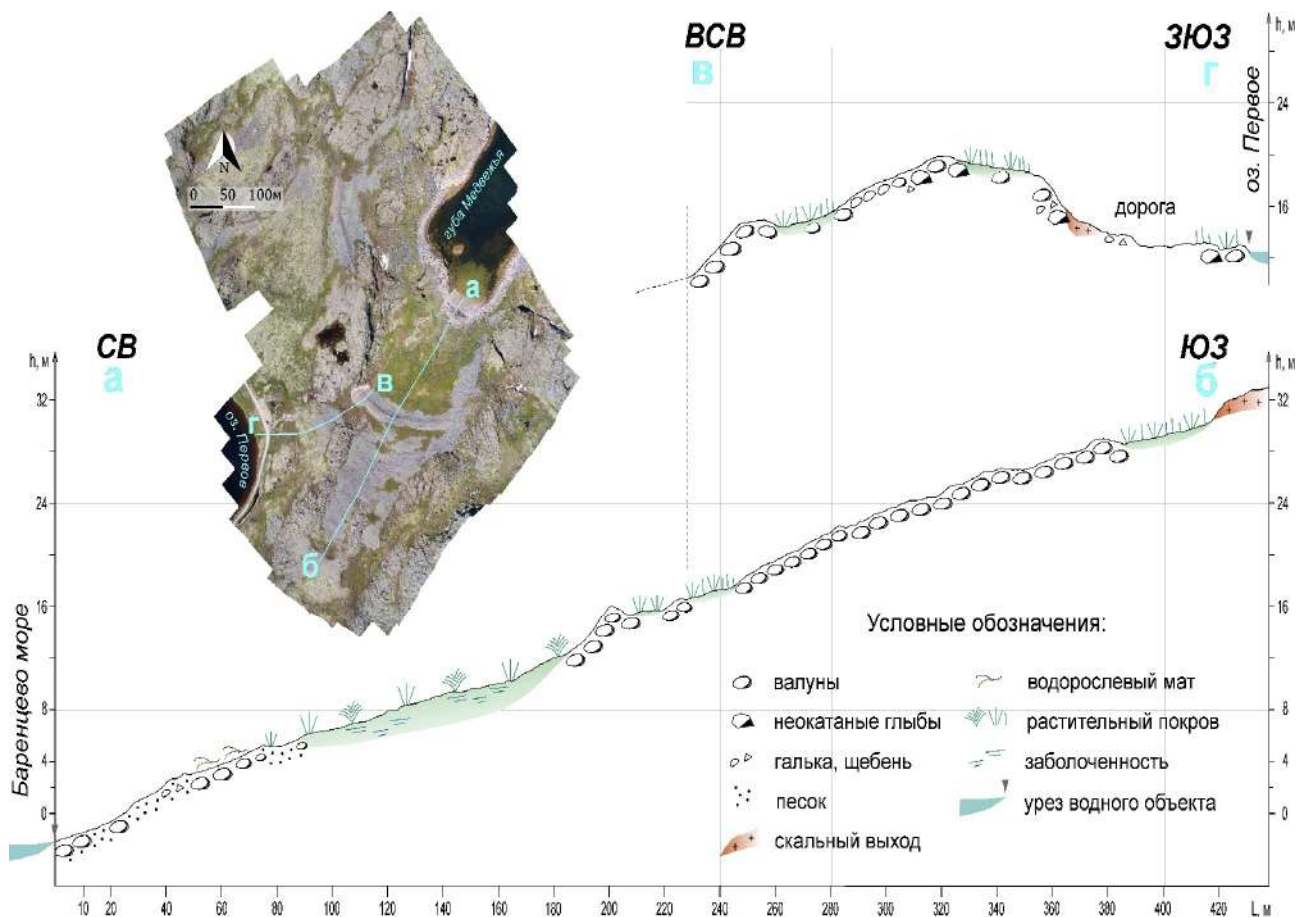 ВСВ
ЗЮЗ
h, м
в
г
24
оз. Первое
16
дорога
N
0 50 100м
губа Медвежья
а
в
г
оз. Первое
б
СВ
а
h, м
32
24
16
8
4
0
Баренцево море
ЮЗ
б
h, м
32
24
16
8
4
0
Условные обозначения:
валуны
водорослевый мат
неокатаные глыбы
растительный покров
галька, щебень
заболоченность
песок
урез водного объекта
скальный выход
10 20 40 60 80 100 120 140 160 180 200 220 240 260 280 300 320 340 360 380 400 420 L, м